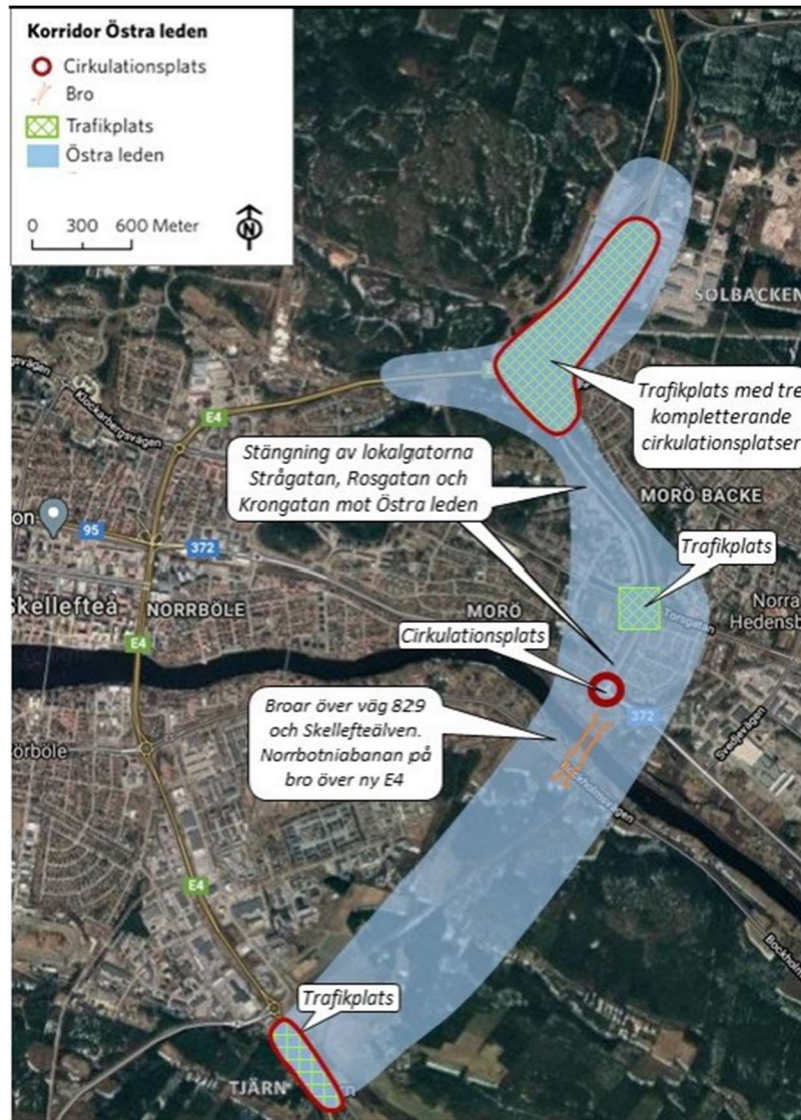 Korridor Östra leden
Cirkulationsplats
Bro
Trafikplats
Östra leden
0 300 600 Meter
N
SOLBACKEN
Trafikplats med tre
kompletterande
cirkulationsplatser
Klockarbergsvägen
E4
Stängning av lokalgatorna
Strågatan, Rosgatan och
Krongatan mot Östra leden
MORÖ BACKE
on
95
372
Trafikplats
Torsgatan
Norra
Hedensb
skellefteå
NORRBÖLE
MORÖ
Cirkulationsplats
E4
Broar över väg 829
och Skellefteälven.
Norrbotniabanan på
bro över ny E4
372
Svedjevägen
örböle
E4
Trafikplats
TJÄRN